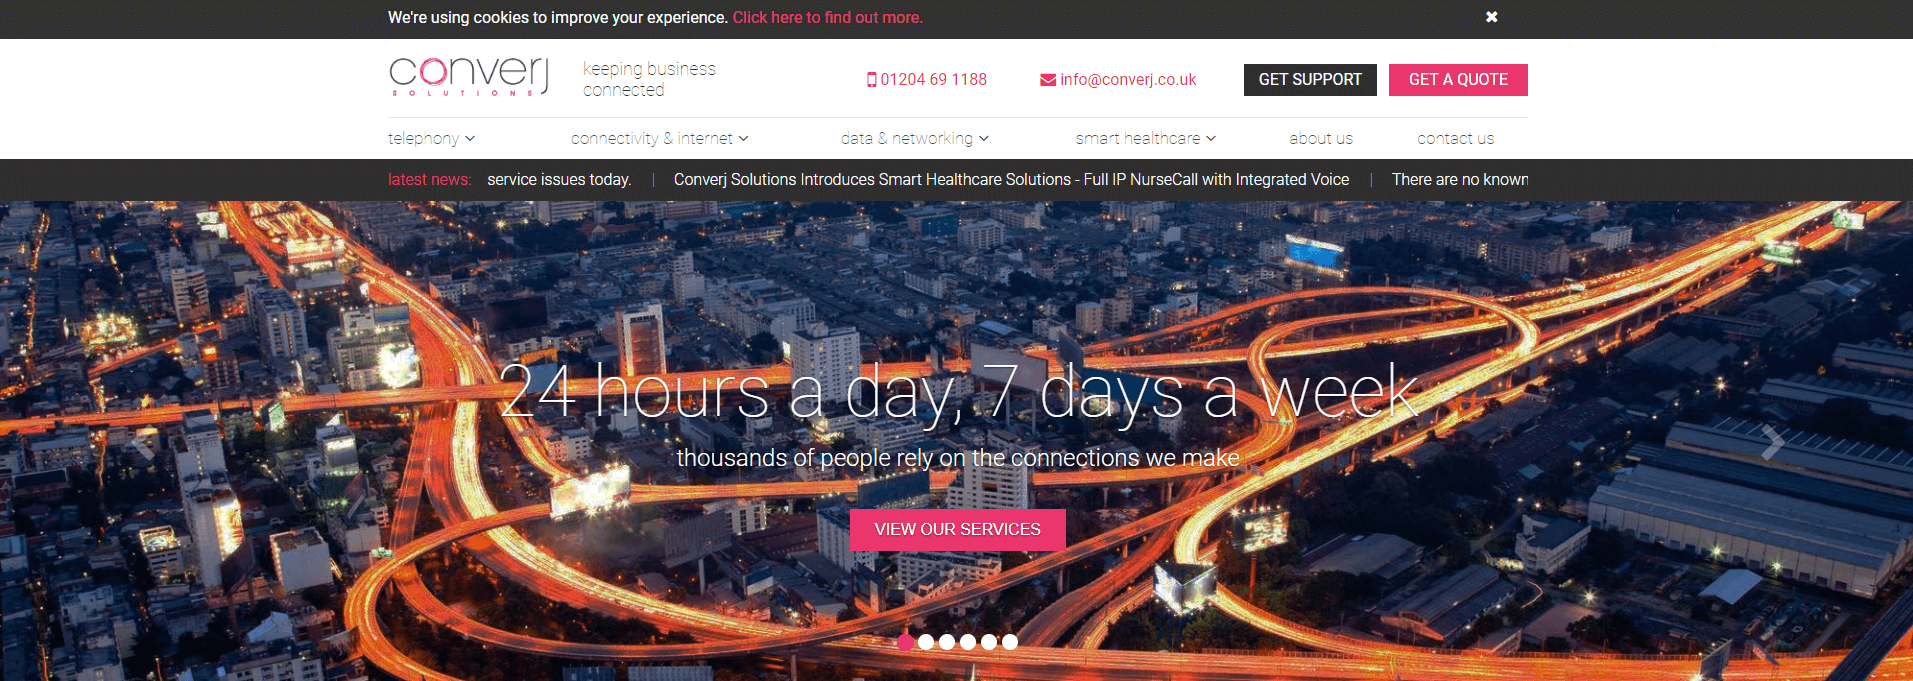 We're using cookies to improve your experience. Click here to find out more.
converj
SOLUTIONS
keeping business
connected
01204 69 1188
info@converj.co.uk
GET SUPPORT
GET A QUOTE
telephony
connectivity & internet
data & networking
smart healthcare
about us
contact us
latest news: service issues today. | Converj Solutions Introduces Smart Healthcare Solutions - Full IP NurseCall with Integrated Voice | There are no known
24 hours a day, 7 days a week
thousands of people rely on the connections we make
VIEW OUR SERVICES